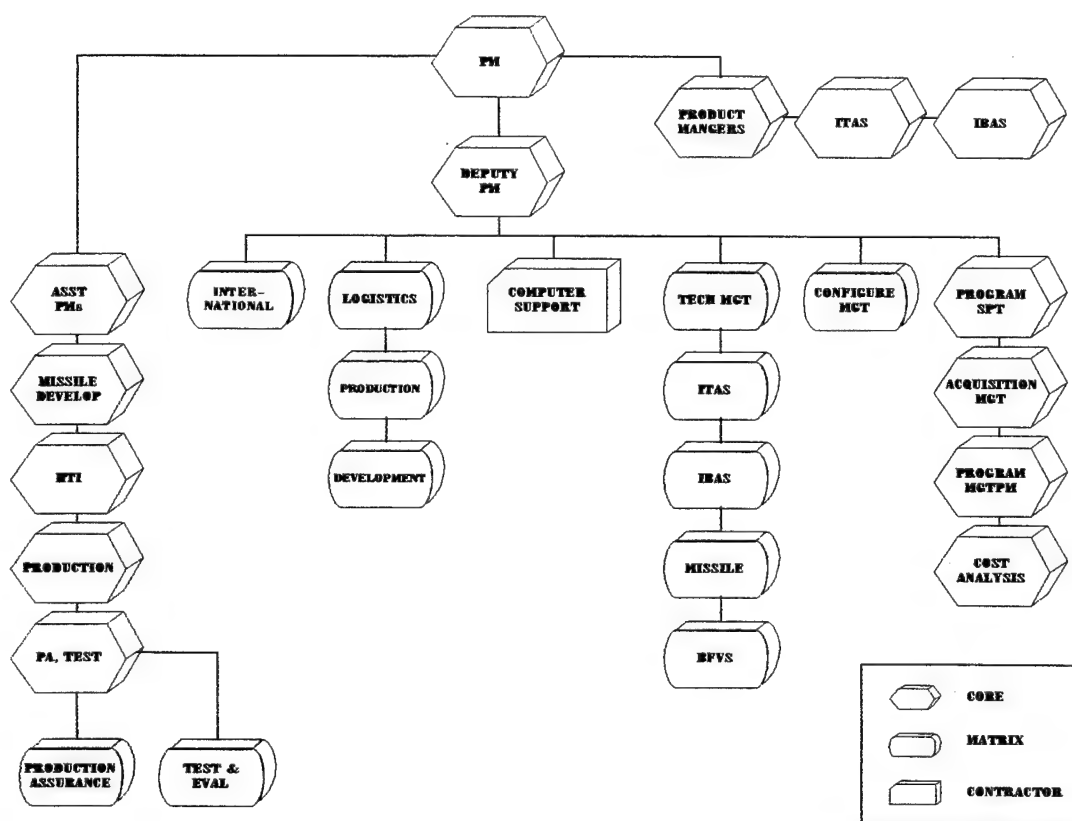 PM
PRODUCT
MANGERS
ITAS
IBAS
DEPUTY
PM
ASST
PMs
INTER-
NATIONAL
LOGISTICS
COMPUTER
SUPPORT
TECH MGT
CONFIGURE
MGT
PROGRAM
SPT
MISSILE
DEVELOP
PRODUCTION
ITAS
ACQUISITION
MGT
HTI
DEVELOPMENT
IBAS
PROGRAM
MGTPM
PRODUCTION
MISSILE
COST
ANALYSIS
PA, TEST
BFVS
PRODUCTION
ASSURANCE
TEST &
EVAL
CORE
MATRIX
CONTRACTOR